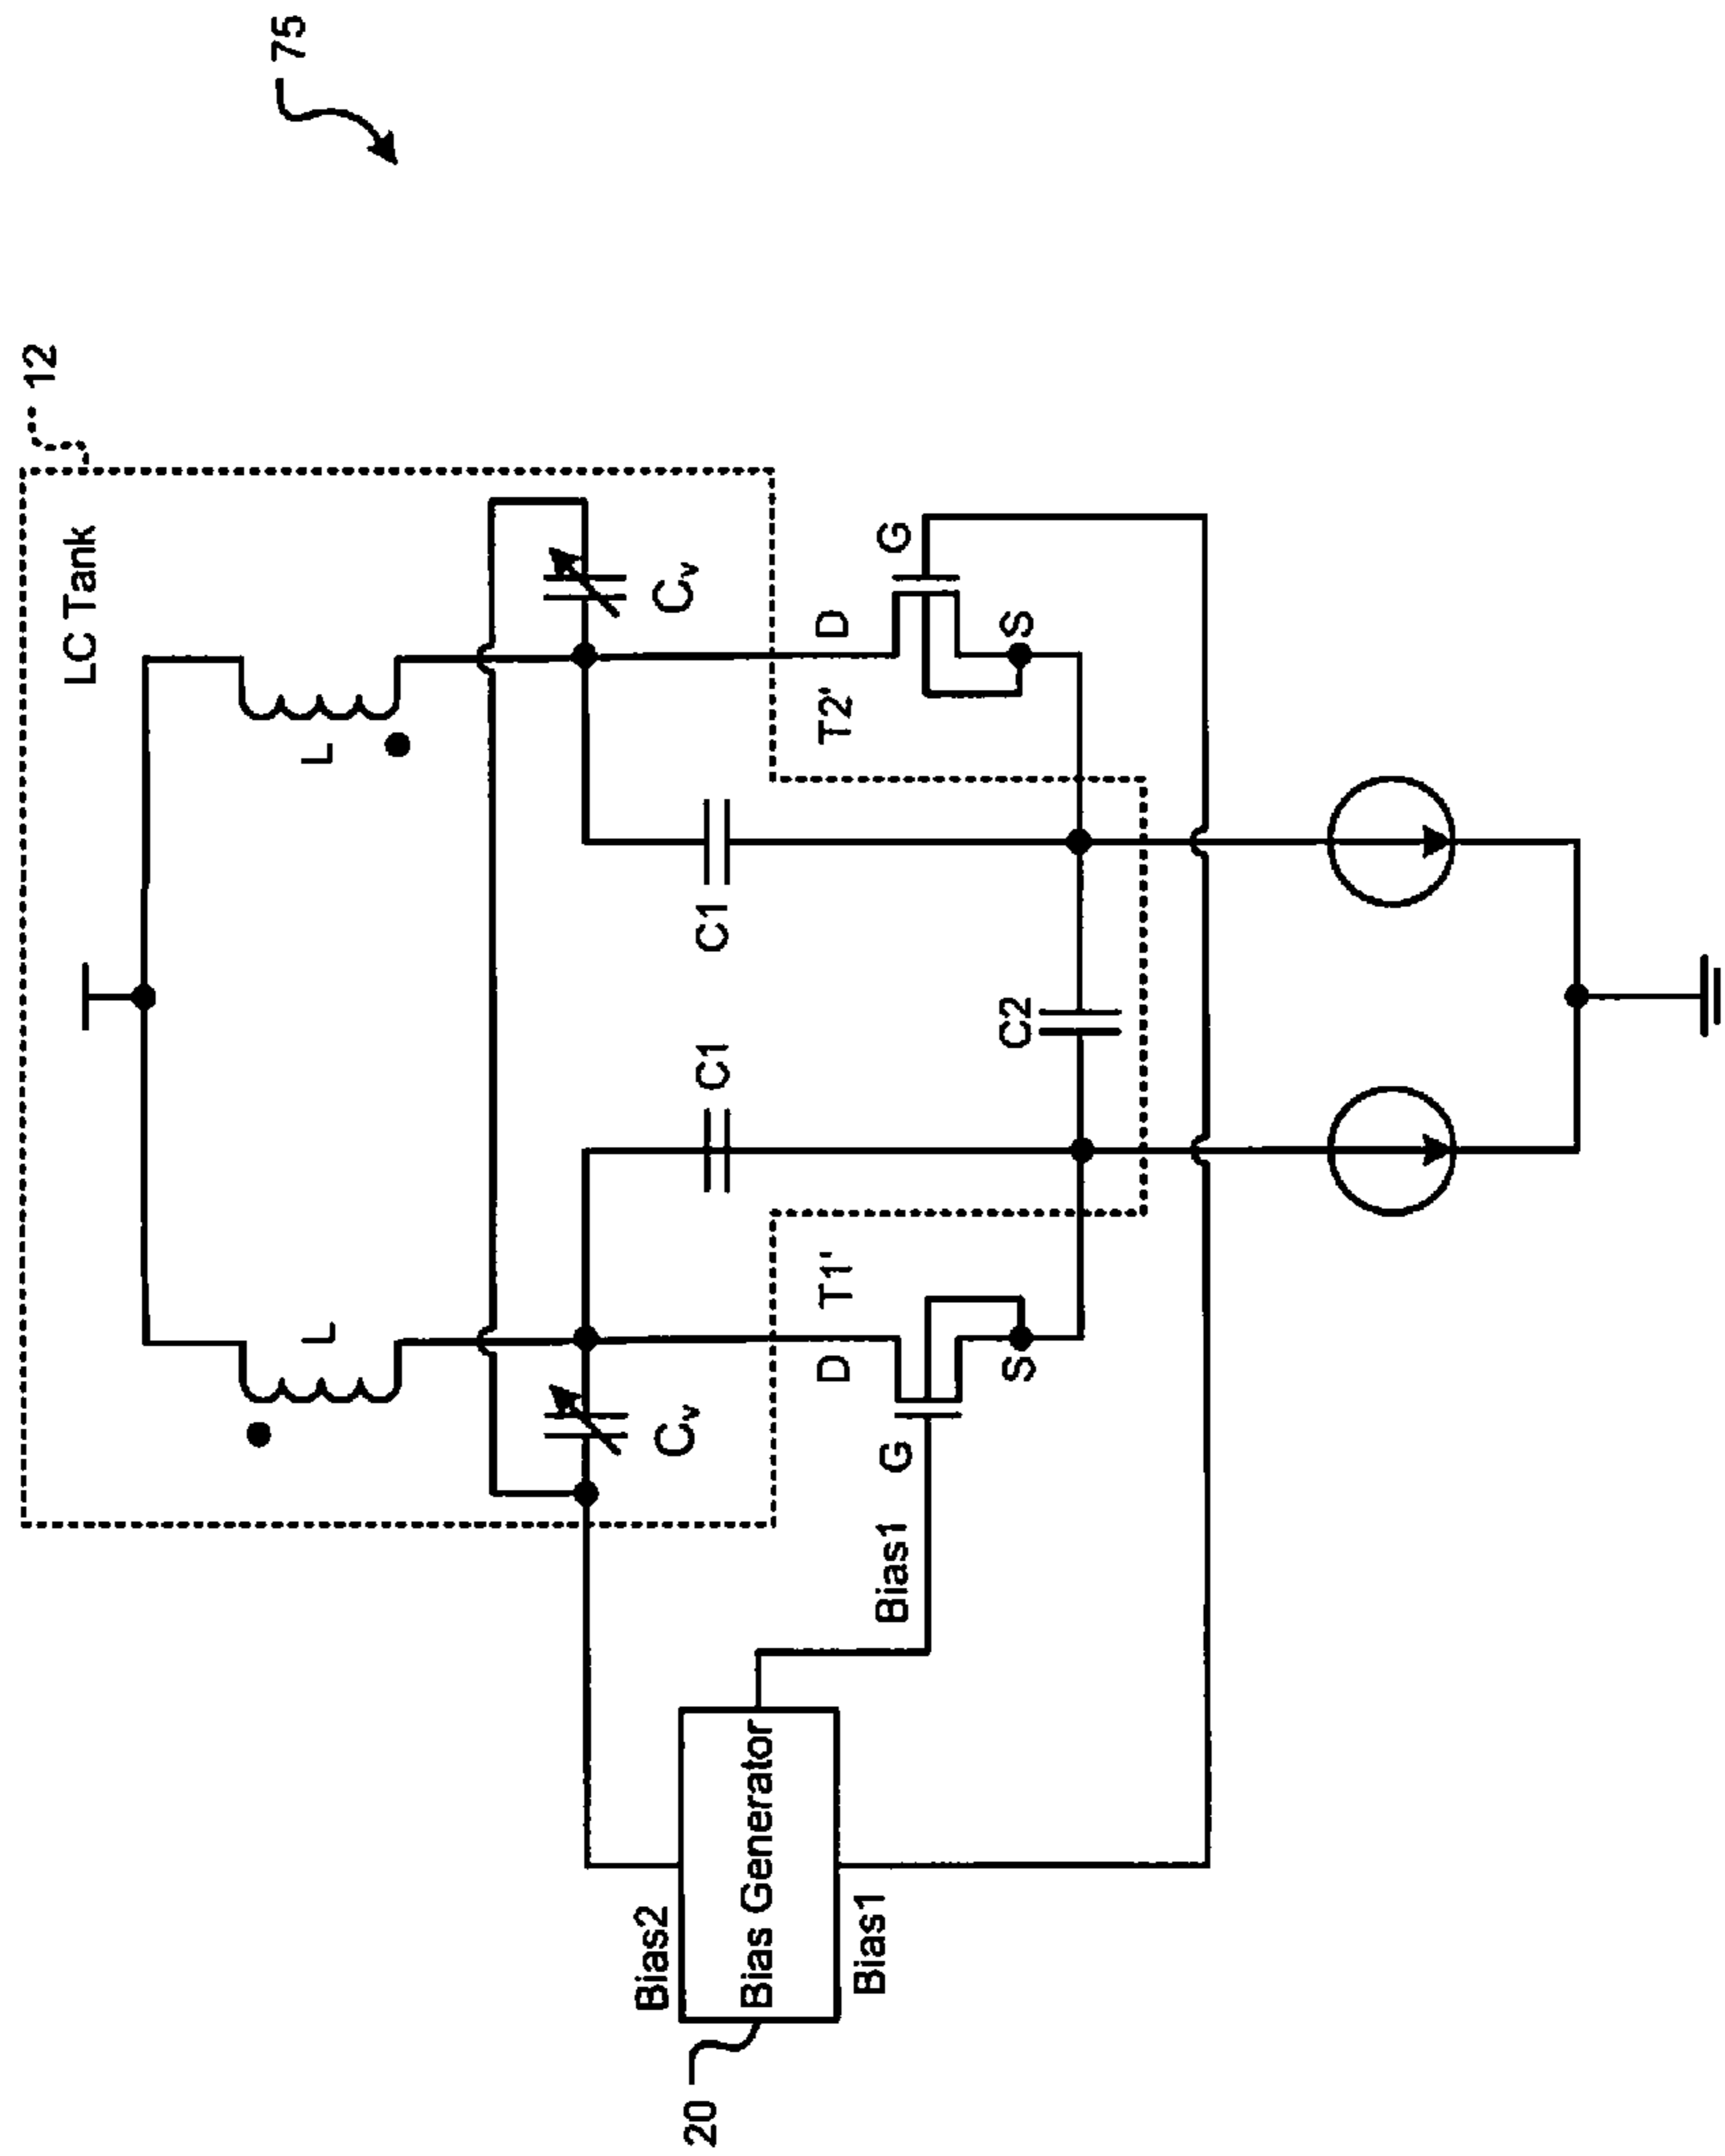 75
12
LC Tank
L
L
Cv
Cv
C1
C1
C2
D
T1'
G
S
D
T2'
G
S
Bias1
Bias2
Bias Generator
Bias1
20